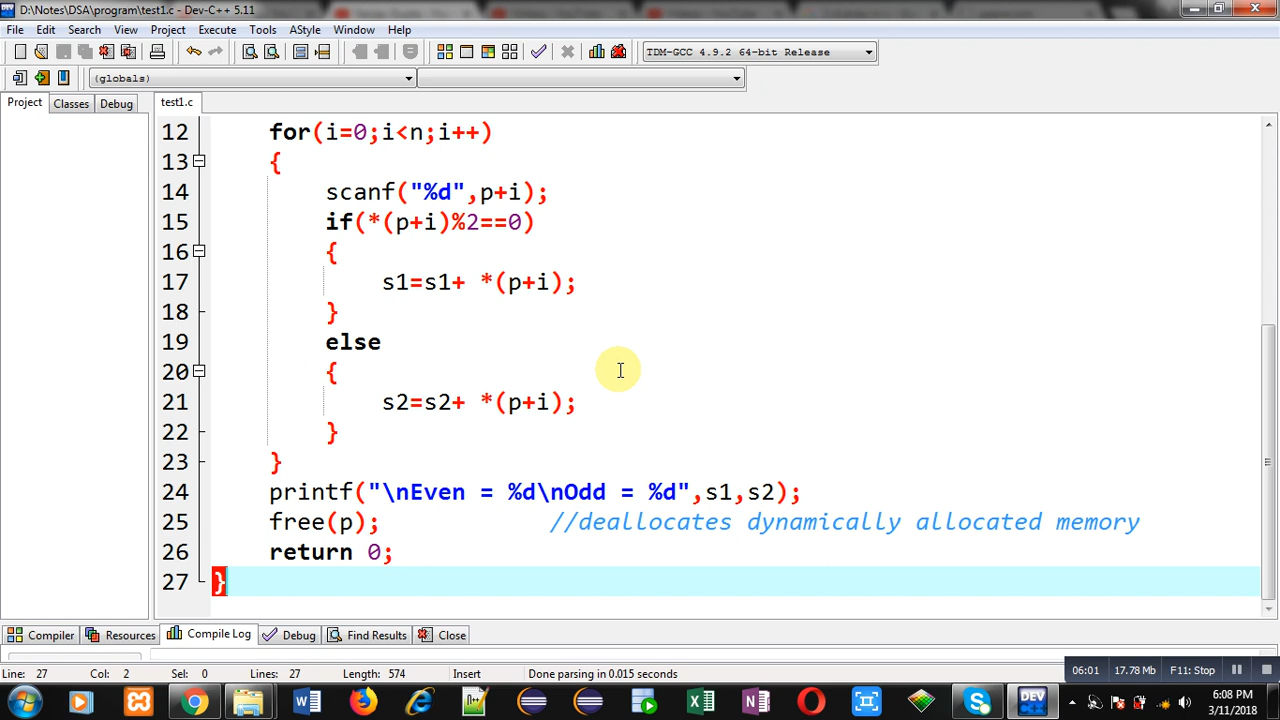 D:\Notes\DSA\program\test1.c - Dev-C++ 5.11
File Edit Search View Project Execute Tools AStyle Window Help
TDM-GCC 4.9.2 64-bit Release
(globals)
Project Classes Debug test1.c
12 for(i=0;i<n;i++)
13 {
14 scanf("%d",p+i);
15 if(*(p+i)%2==0)
16 {
17 s1=s1+ *(p+i);
18 }
19 else
20 {
21 s2=s2+ *(p+i);
22 }
23 }
24 printf("\nEven = %d\nOdd = %d",s1,s2);
25 free(p); //deallocates dynamically allocated memory
26 return 0;
27 }
Compiler Resources Compile Log Debug Find Results Close
Line: 27 Col: 2 Sel: 0 Lines: 27 Length: 574 Insert Done parsing in 0.015 seconds
06:01 17.78 Mb F11: Stop
DEV
6:08 PM
3/11/2018